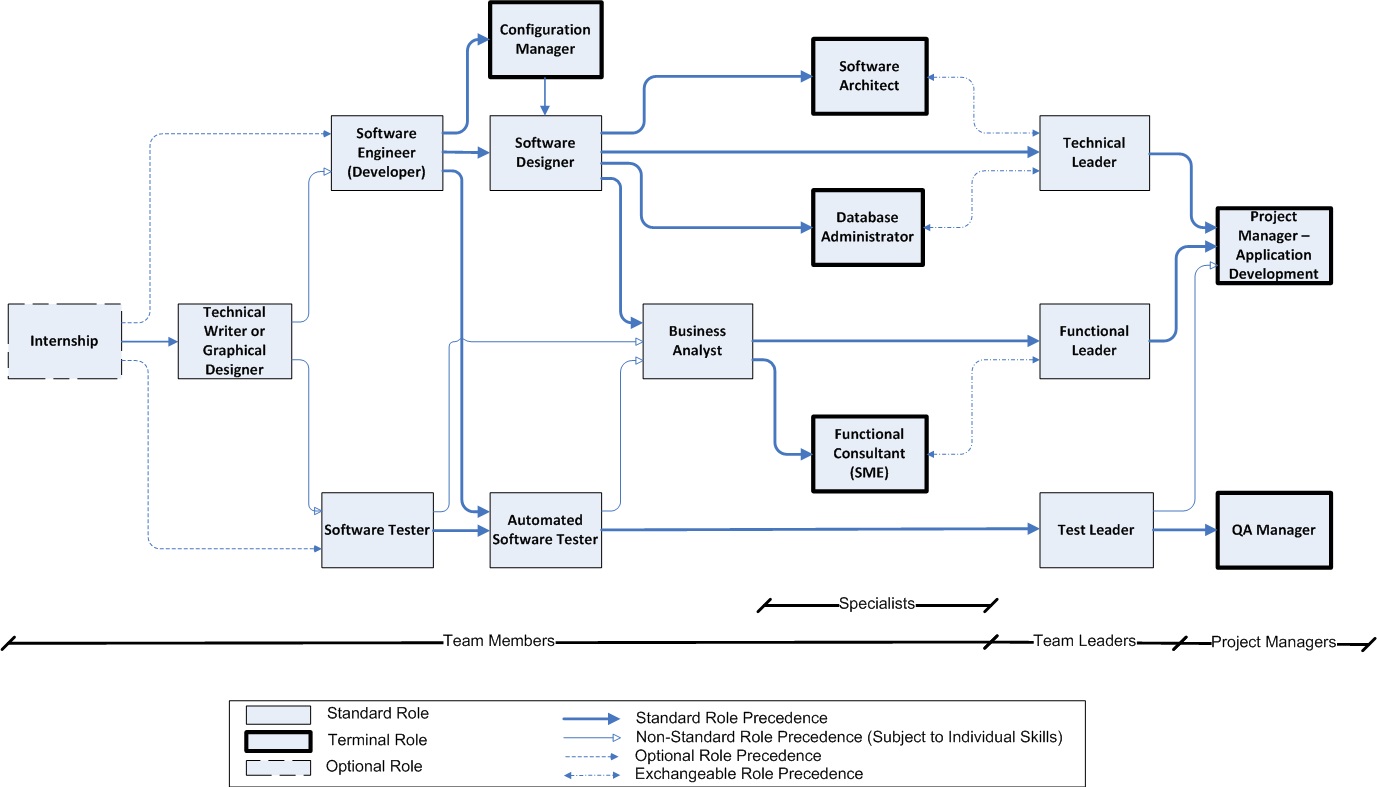 Configuration
Manager
Software
Architect
Software
Engineer
(Developer)
Software
Designer
Technical
Leader
Database
Administrator
Project
Manager –
Application
Development
Internship
Technical
Writer or
Graphical
Designer
Business
Analyst
Functional
Leader
Functional
Consultant
(SME)
Software Tester
Automated
Software Tester
Test Leader
QA Manager
Specialists
Team Members
Team Leaders
Project Managers
Standard Role
Terminal Role
Optional Role
Standard Role Precedence
Non-Standard Role Precedence (Subject to Individual Skills)
Optional Role Precedence
Exchangeable Role Precedence